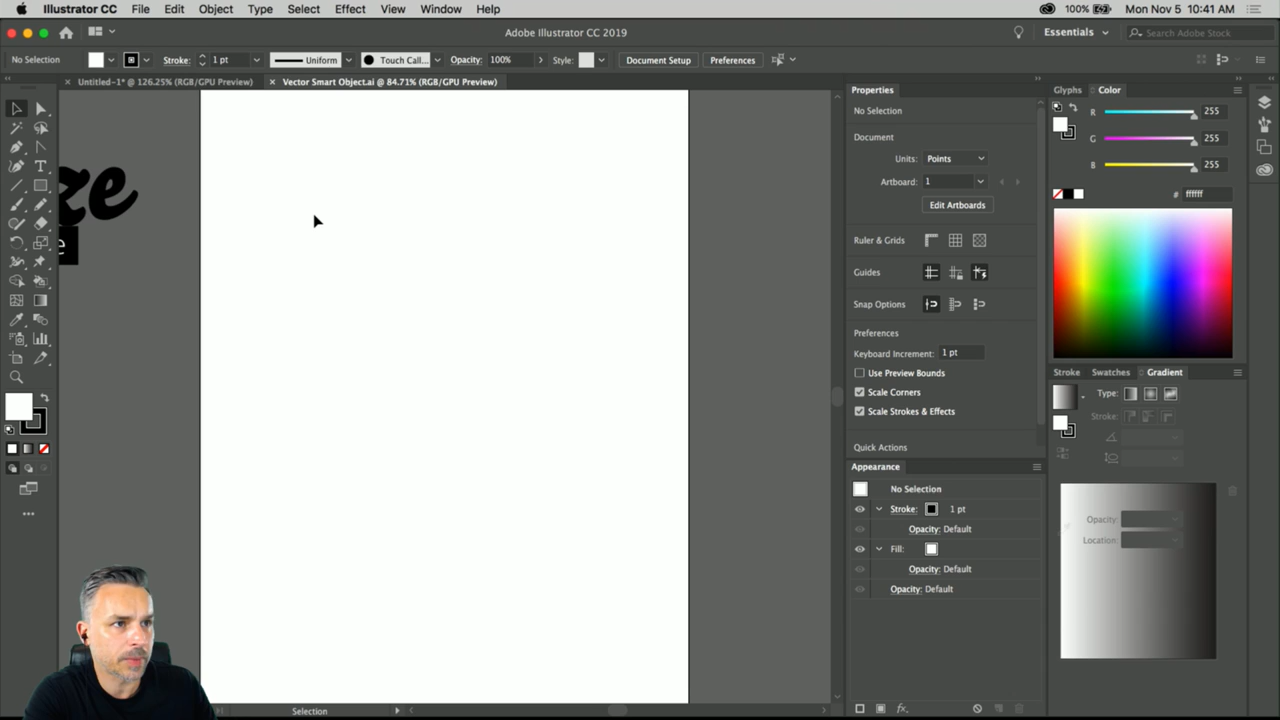 Illustrator CC File Edit Object Type Select Effect View Window Help 100% Mon Nov 5 10:41 AM
Adobe Illustrator CC 2019 Essentials Search Adobe Stock
No Selection Stroke: 1 pt Uniform Touch Call... Opacity: 100% Style: Document Setup Preferences
Untitled-1* @ 126.25% (RGB/GPU Preview) Vector Smart Object.ai @ 84.71% (RGB/GPU Preview)
ze
e
Properties
No Selection
Document
Units: Points
Artboard: 1
Edit Artboards
Ruler & Grids
Guides
Snap Options
Preferences
Keyboard Increment: 1 pt
Use Preview Bounds
Scale Corners
Scale Strokes & Effects
Quick Actions
Appearance
No Selection
Stroke: 1 pt
Opacity: Default
Fill:
Opacity: Default
Opacity: Default
fx
Glyphs Color
R 255
G 255
B 255
# ffffff
Stroke Swatches Gradient
Type:
Stroke:
Opacity:
Location:
Selection